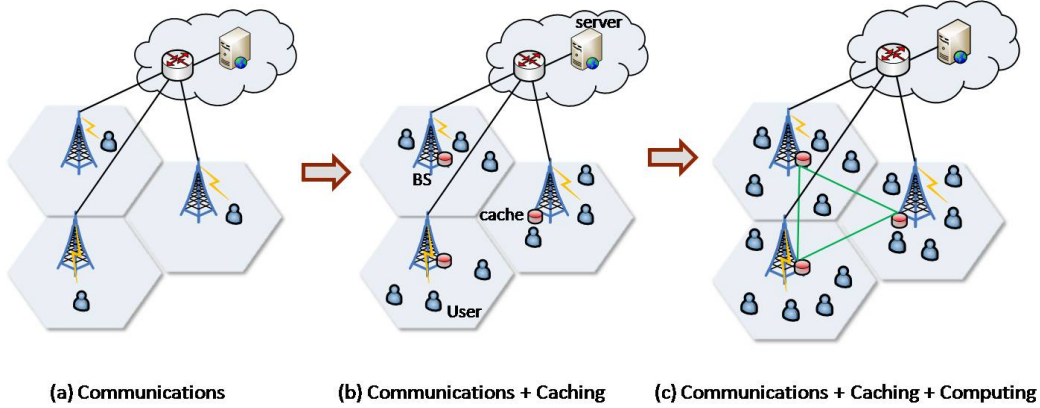 server
BS
cache
User
(a) Communications
(b) Communications + Caching
(c) Communications + Caching + Computing